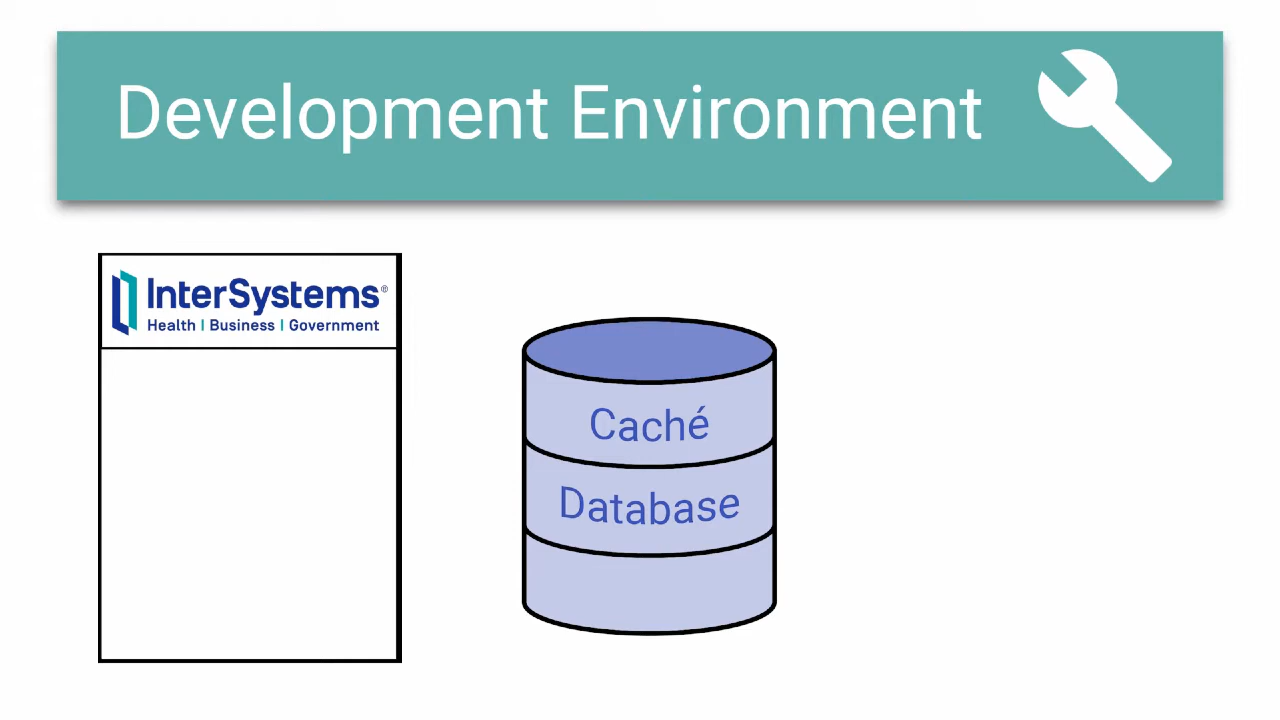 Development Environment
InterSystems®
Health | Business | Government
Caché
Database